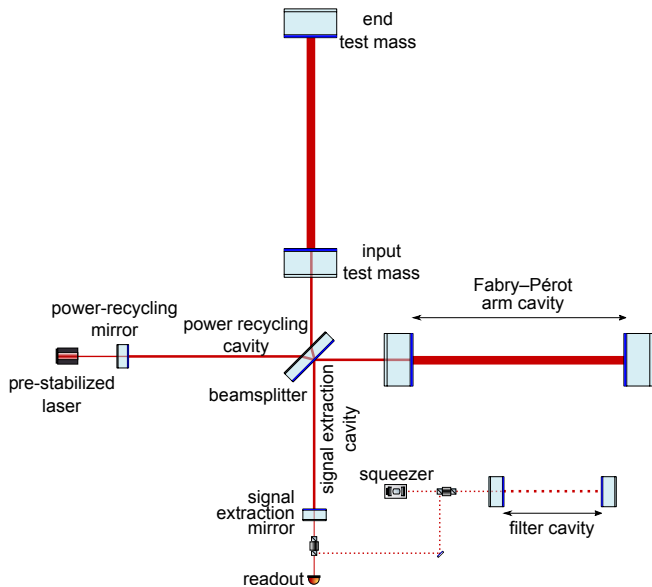 end
test mass
input
test mass
Fabry–Pérot
arm cavity
power-recycling
mirror
power recycling
cavity
pre-stabilized
laser
beamsplitter
signal extraction
cavity
squeezer
signal
extraction
mirror
filter cavity
readout